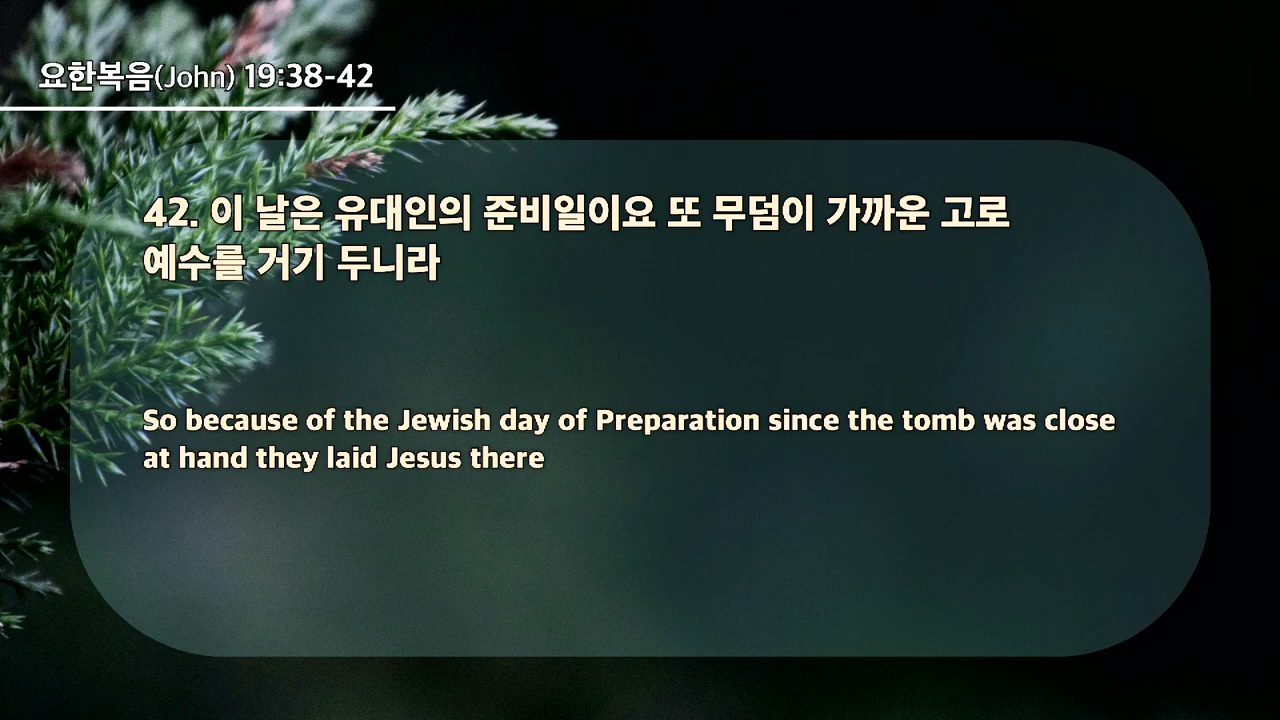 요한복음(John) 19:38-42
42. 이 날은 유대인의 준비일이요 또 무덤이 가까운 고로
예수를 거기 두니라
So because of the Jewish day of Preparation since the tomb was close
at hand they laid Jesus there